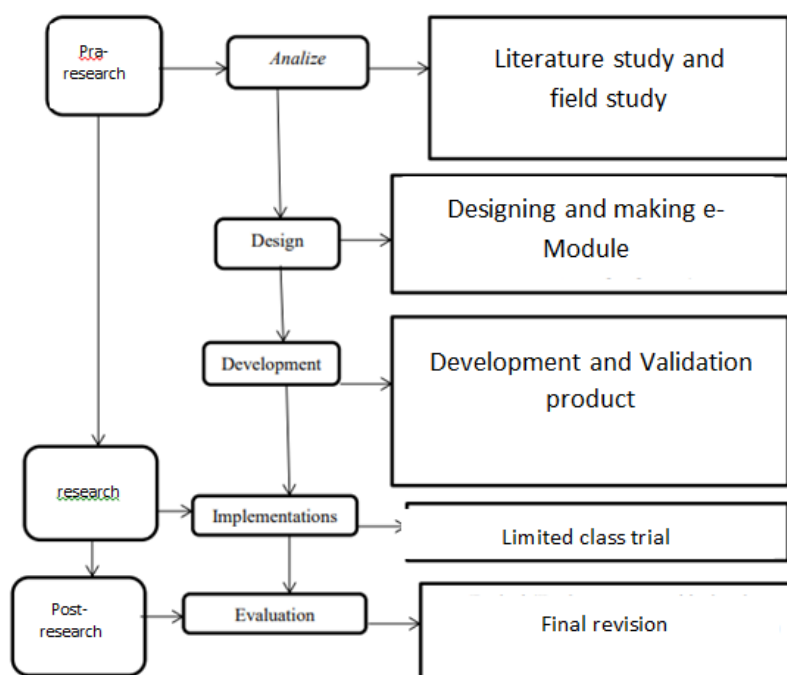 Pra-
research
Analize
Literature study and
field study
Design
Designing and making e-
Module
Development
Development and Validation
product
research
Implementations
Limited class trial
Post-
research
Evaluation
Final revision